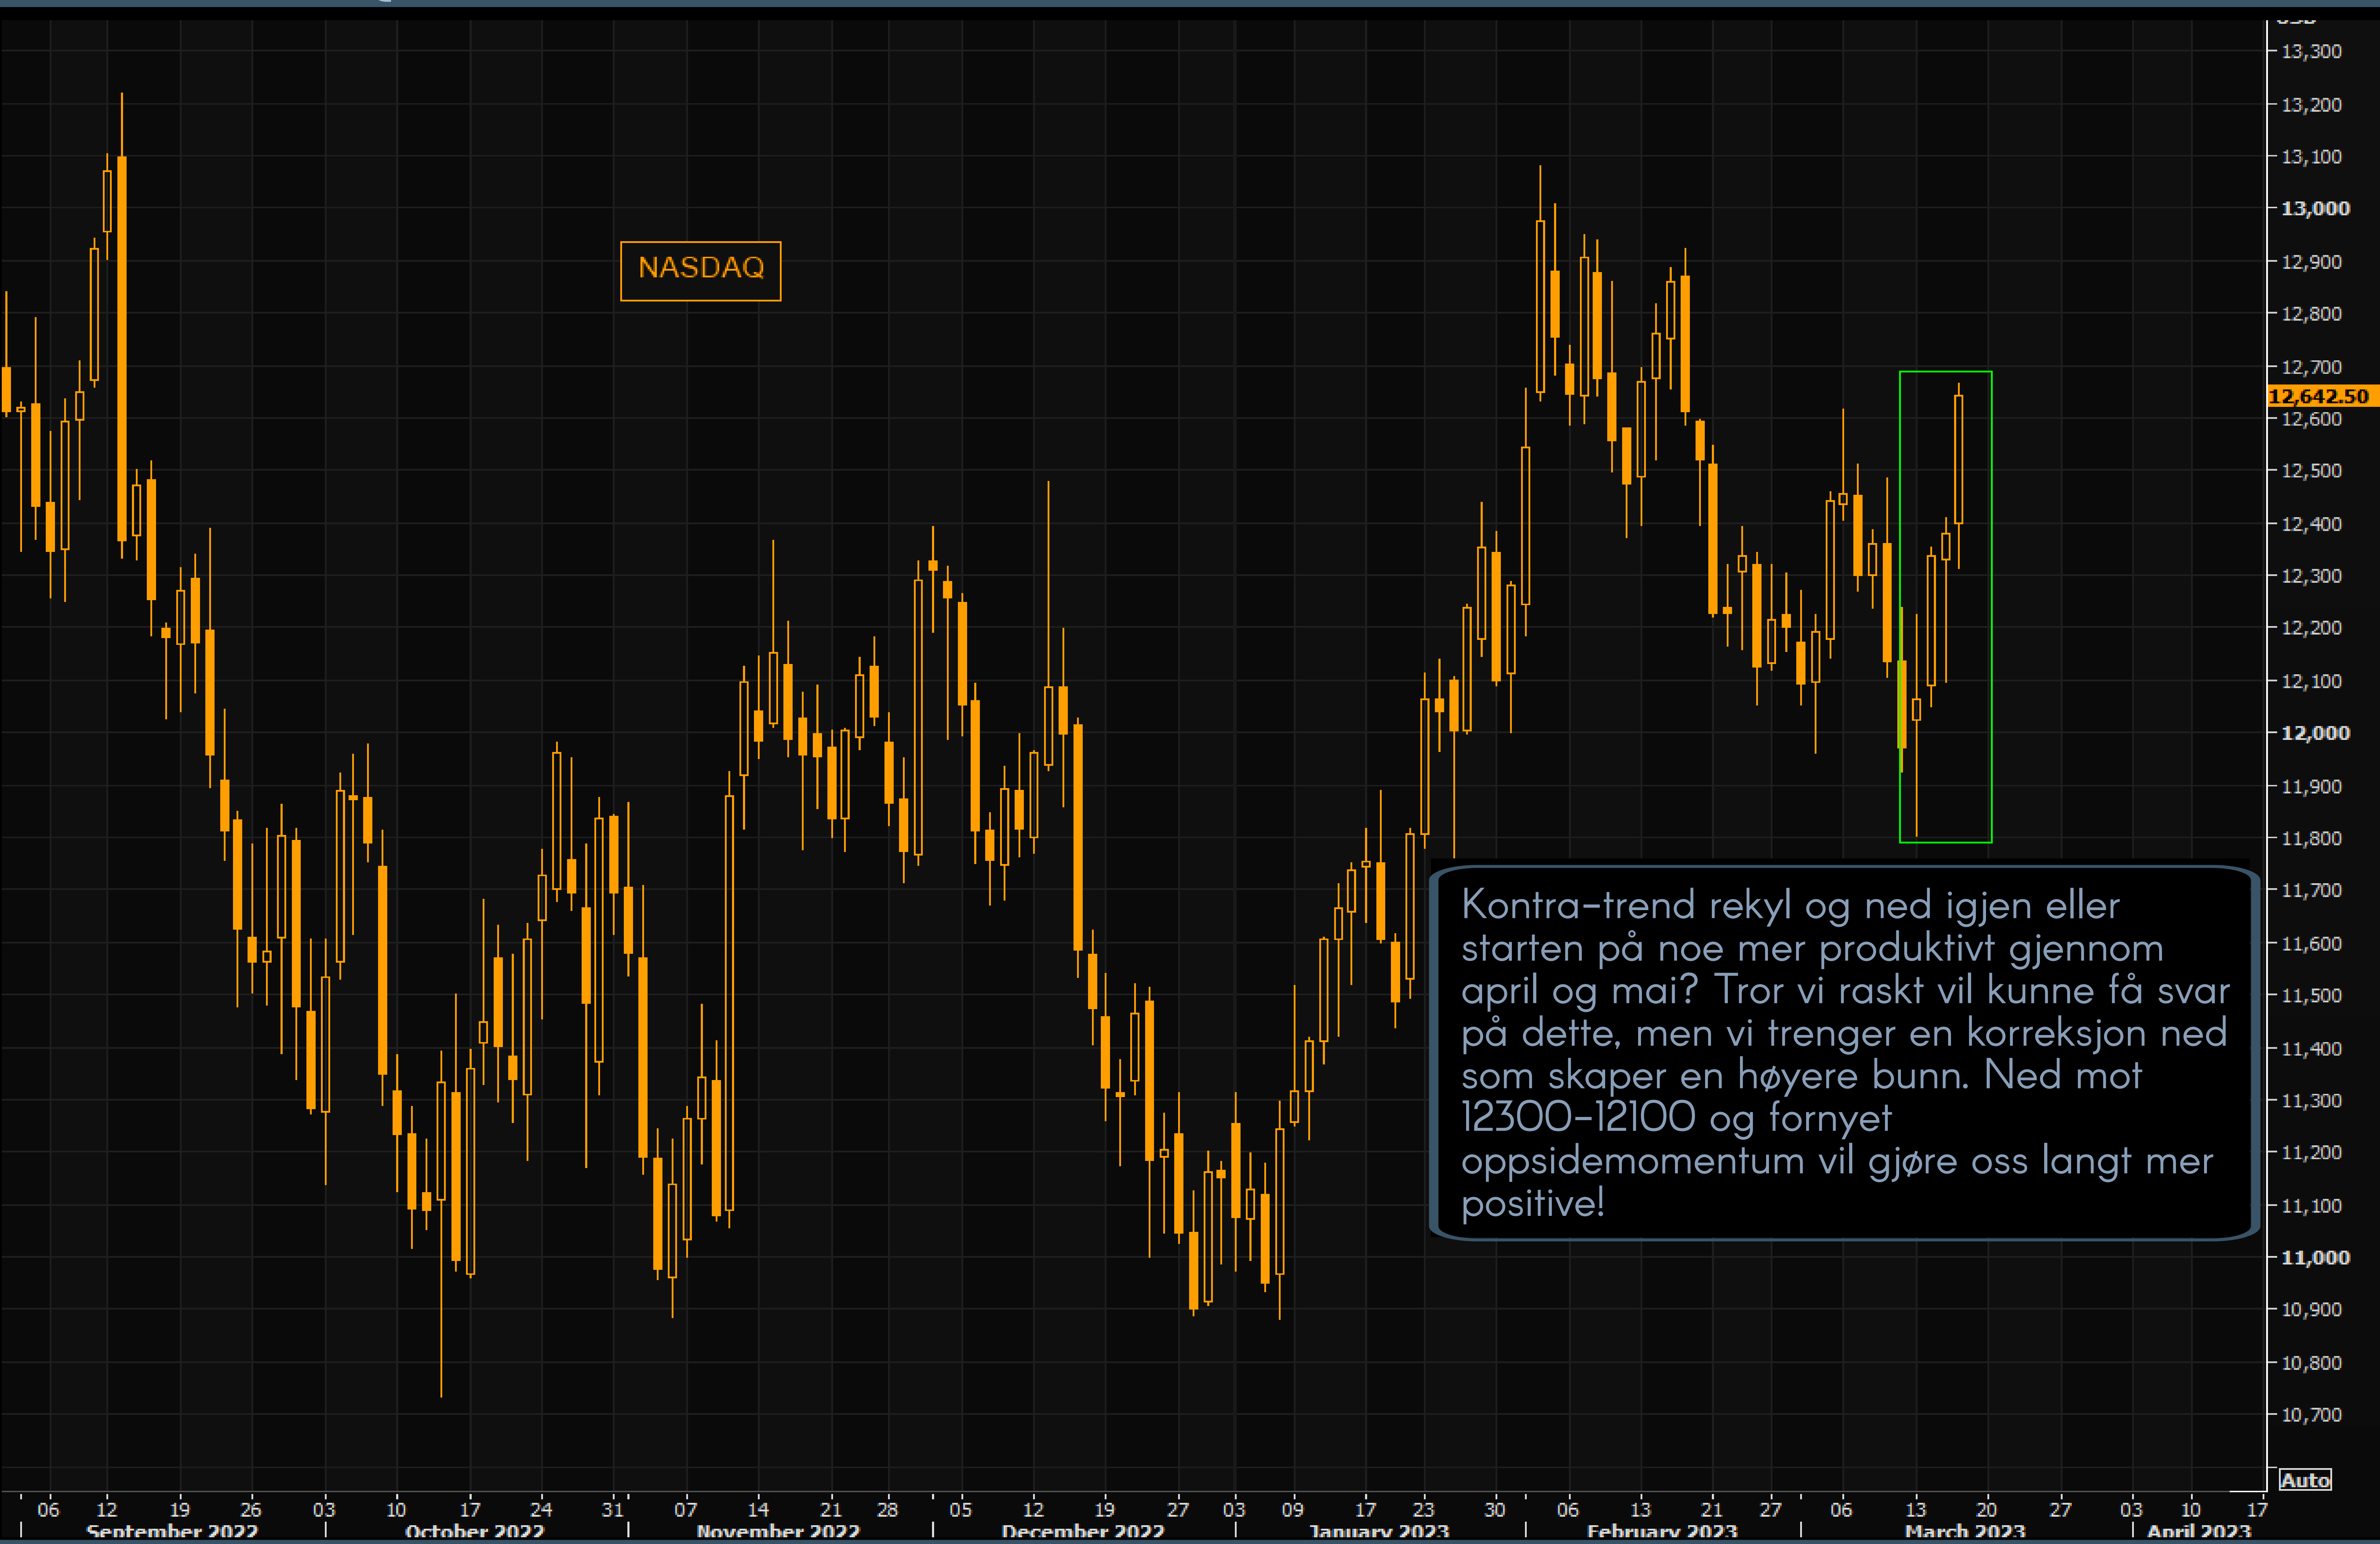 13,300
13,200
13,100
13,000
NASDAQ
12,900
12,800
12,700
12,642.50
12,600
12,500
12,400
12,300
12,200
12,100
12,000
11,900
11,800
11,700
11,600
11,500
11,400
11,300
11,200
11,100
11,000
10,900
10,800
10,700
Kontra-trend rekyl og ned igjen eller
starten på noe mer produktivt gjennom
april og mai? Tror vi raskt vil kunne få svar
på dette, men vi trenger en korreksjon ned
som skaper en høyere bunn. Ned mot
12300-12100 og fornyet
oppsidemomentum vil gjøre oss langt mer
positive!
Auto
06 12 19 26 03 10 17 24 31 07 14 21 28 05 12 19 27 03 09 17 23 30 06 13 21 27 06 13 20 27 03 10 17
September 2022 October 2022 November 2022 December 2022 January 2023 February 2023 March 2023 April 2023